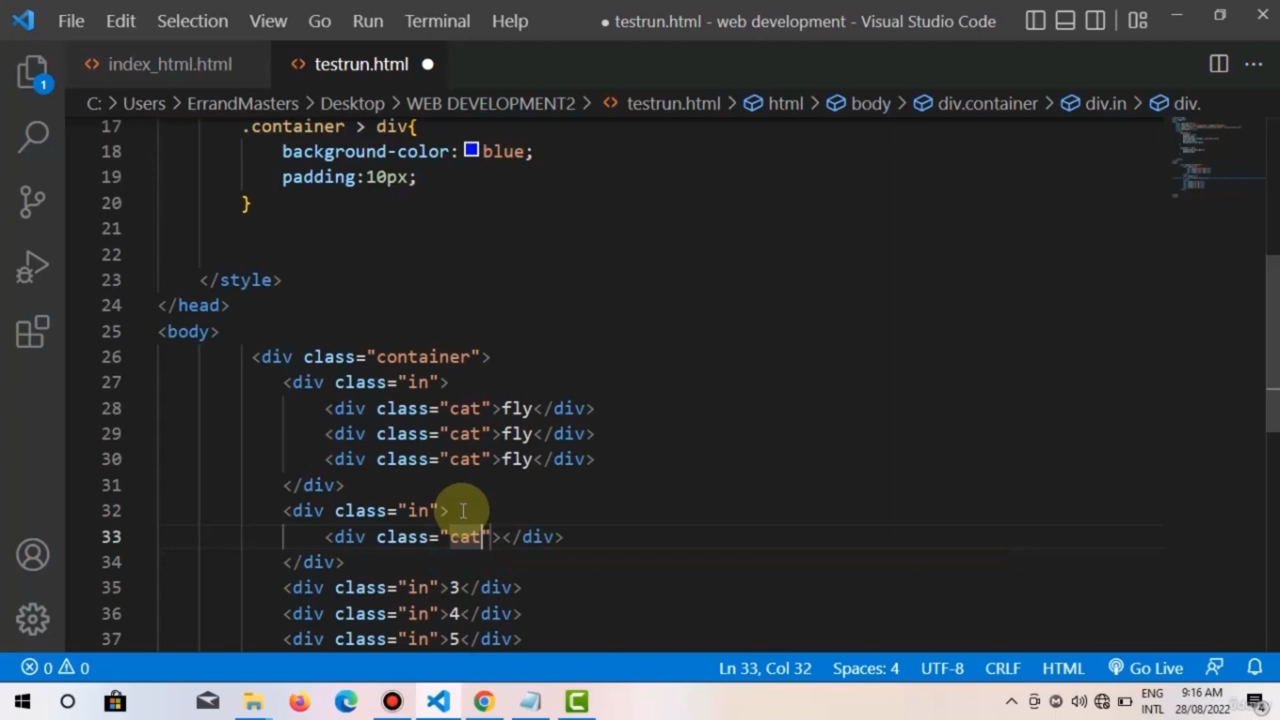 File Edit Selection View Go Run Terminal Help ● testrun.html - web development - Visual Studio Code
index_html.html testrun.html
1
C: > Users > ErrandMasters > Desktop > WEB DEVELOPMENT2 > testrun.html > html > body > div.container > div.in > div.
17 .container > div{
18 background-color: blue;
19 padding:10px;
20 }
21
22
23 </style>
24 </head>
25 <body>
26 <div class="container">
27 <div class="in">
28 <div class="cat">fly</div>
29 <div class="cat">fly</div>
30 <div class="cat">fly</div>
31 </div>
32 <div class="in">
33 <div class="cat"></div>
34 </div>
35 <div class="in">3</div>
36 <div class="in">4</div>
37 <div class="in">5</div>
0 0 Ln 33, Col 32 Spaces: 4 UTF-8 CRLF HTML Go Live
ENG 9:16 AM
INTL 28/08/2022 4